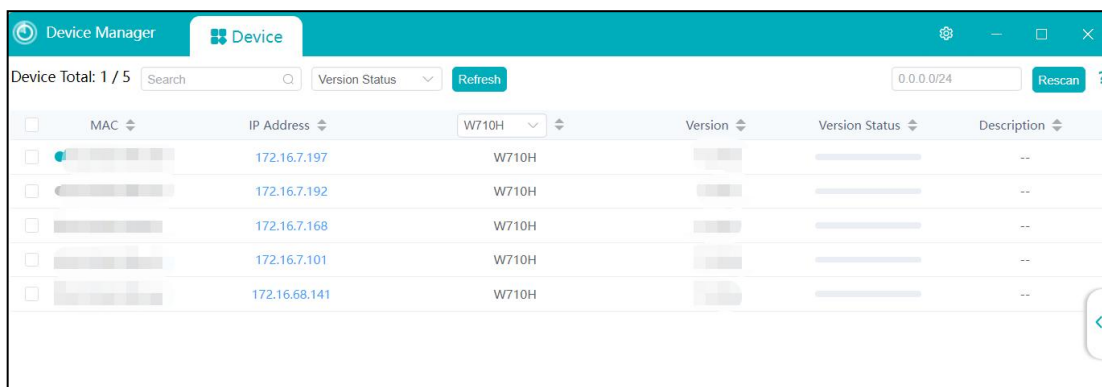 Device Manager Device
Device Total: 1 / 5 Search Version Status Refresh 0.0.0.0/24 Rescan ?
MAC IP Address W710H Version Version Status Description
172.16.7.197 W710H --
172.16.7.192 W710H --
172.16.7.168 W710H --
172.16.7.101 W710H --
172.16.68.141 W710H --